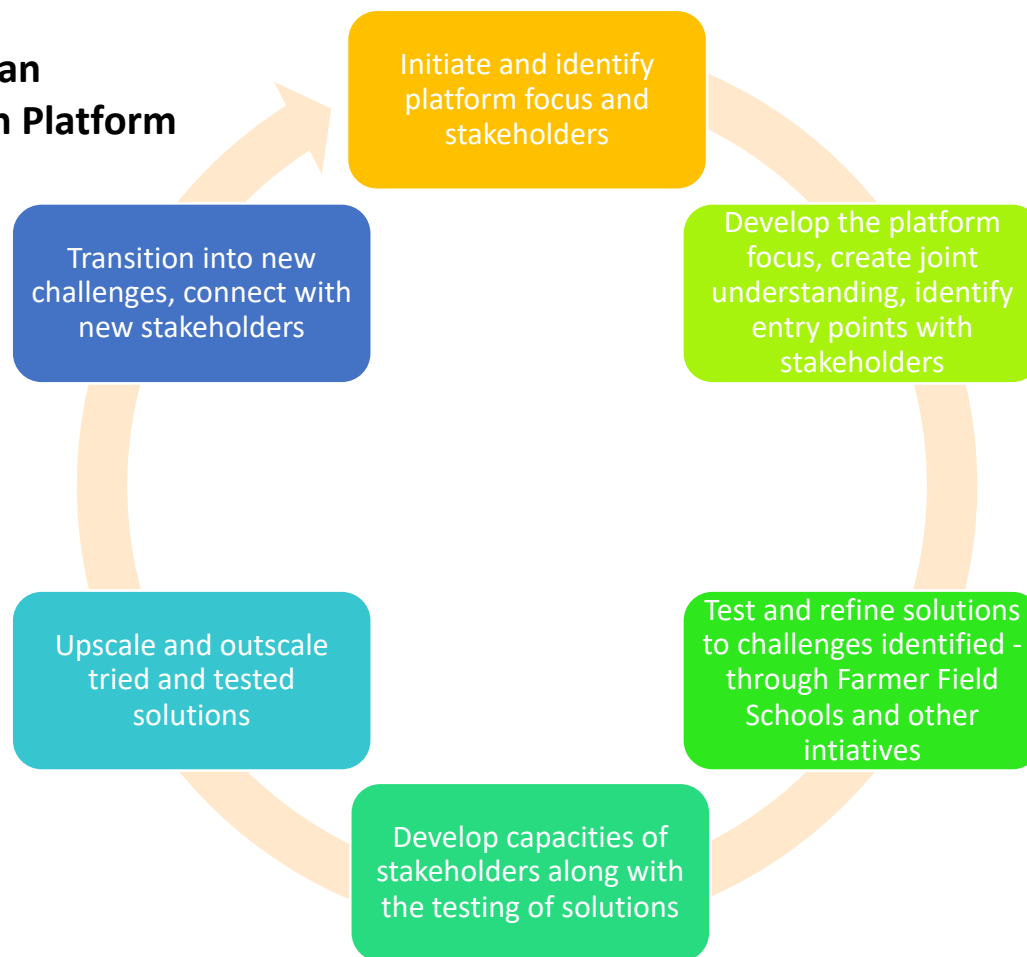 an
Platform
Initiate and identify
platform focus and
stakeholders
Develop the platform
focus, create joint
understanding, identify
entry points with
stakeholders
Test and refine solutions
to challenges identified -
through Farmer Field
Schools and other
intiatives
Develop capacities of
stakeholders along with
the testing of solutions
Upscale and outscale
tried and tested
solutions
Transition into new
challenges, connect with
new stakeholders